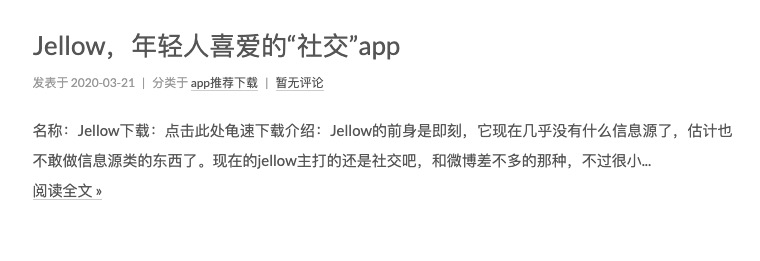 Jellow，年轻人喜爱的“社交”app
发表于 2020-03-21 | 分类于 app推荐下载 | 暂无评论
名称：Jellow下载：点击此处龟速下载介绍：Jellow的前身是即刻，它现在几乎没有什么信息源了，估计也
不敢做信息源类的东西了。现在的jellow主打的还是社交吧，和微博差不多的那种，不过很小...
阅读全文 »